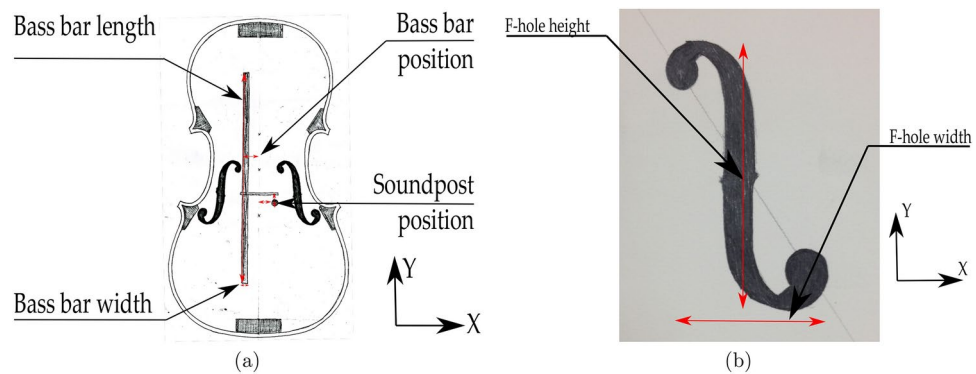 Bass bar length
Bass bar
position
Soundpost
position
Bass bar width
Y
X
(a)
F-hole height
F-hole width
Y
X
(b)